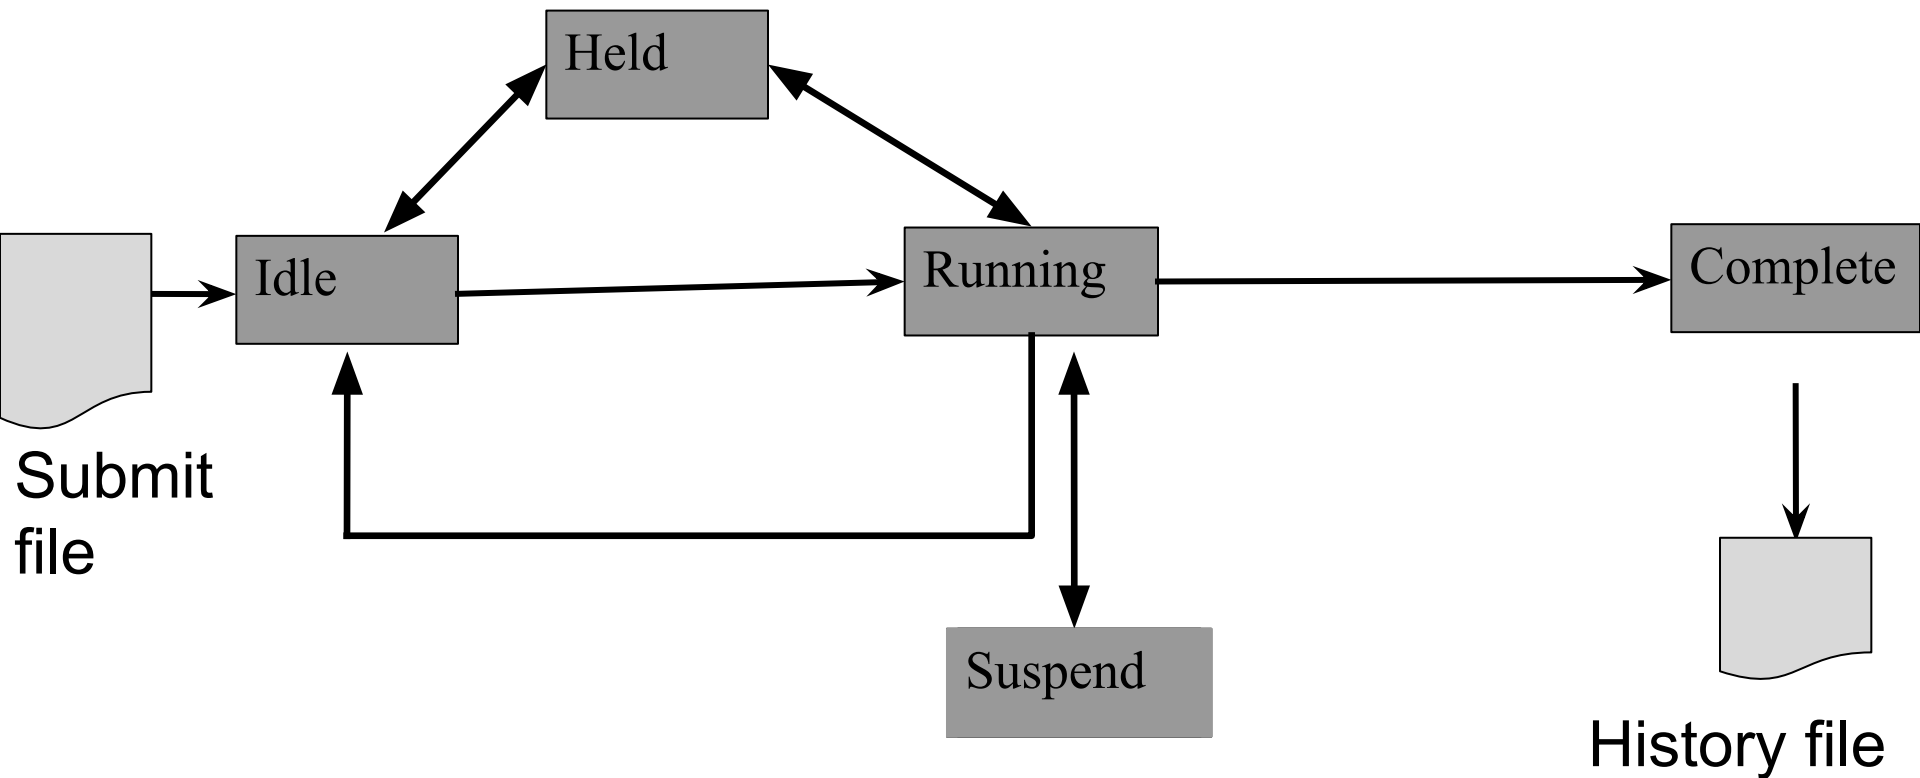 Held
Idle
Running
Complete
Submit
file
Suspend
History file